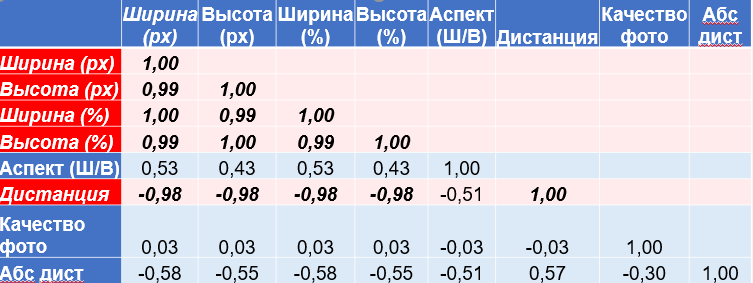 Ширина (px) Высота (px) Ширина (%) Высота (%) Аспект (Ш/В) Дистанция Качество фото Абс дист
Ширина (px) 1,00
Высота (px) 0,99 1,00
Ширина (%) 1,00 0,99 1,00
Высота (%) 0,99 1,00 0,99 1,00
Аспект (Ш/В) 0,53 0,43 0,53 0,43 1,00
Дистанция -0,98 -0,98 -0,98 -0,98 -0,51 1,00
Качество фото 0,03 0,03 0,03 0,03 -0,03 -0,03 1,00
Абс дист -0,58 -0,55 -0,58 -0,55 -0,51 0,57 -0,30 1,00